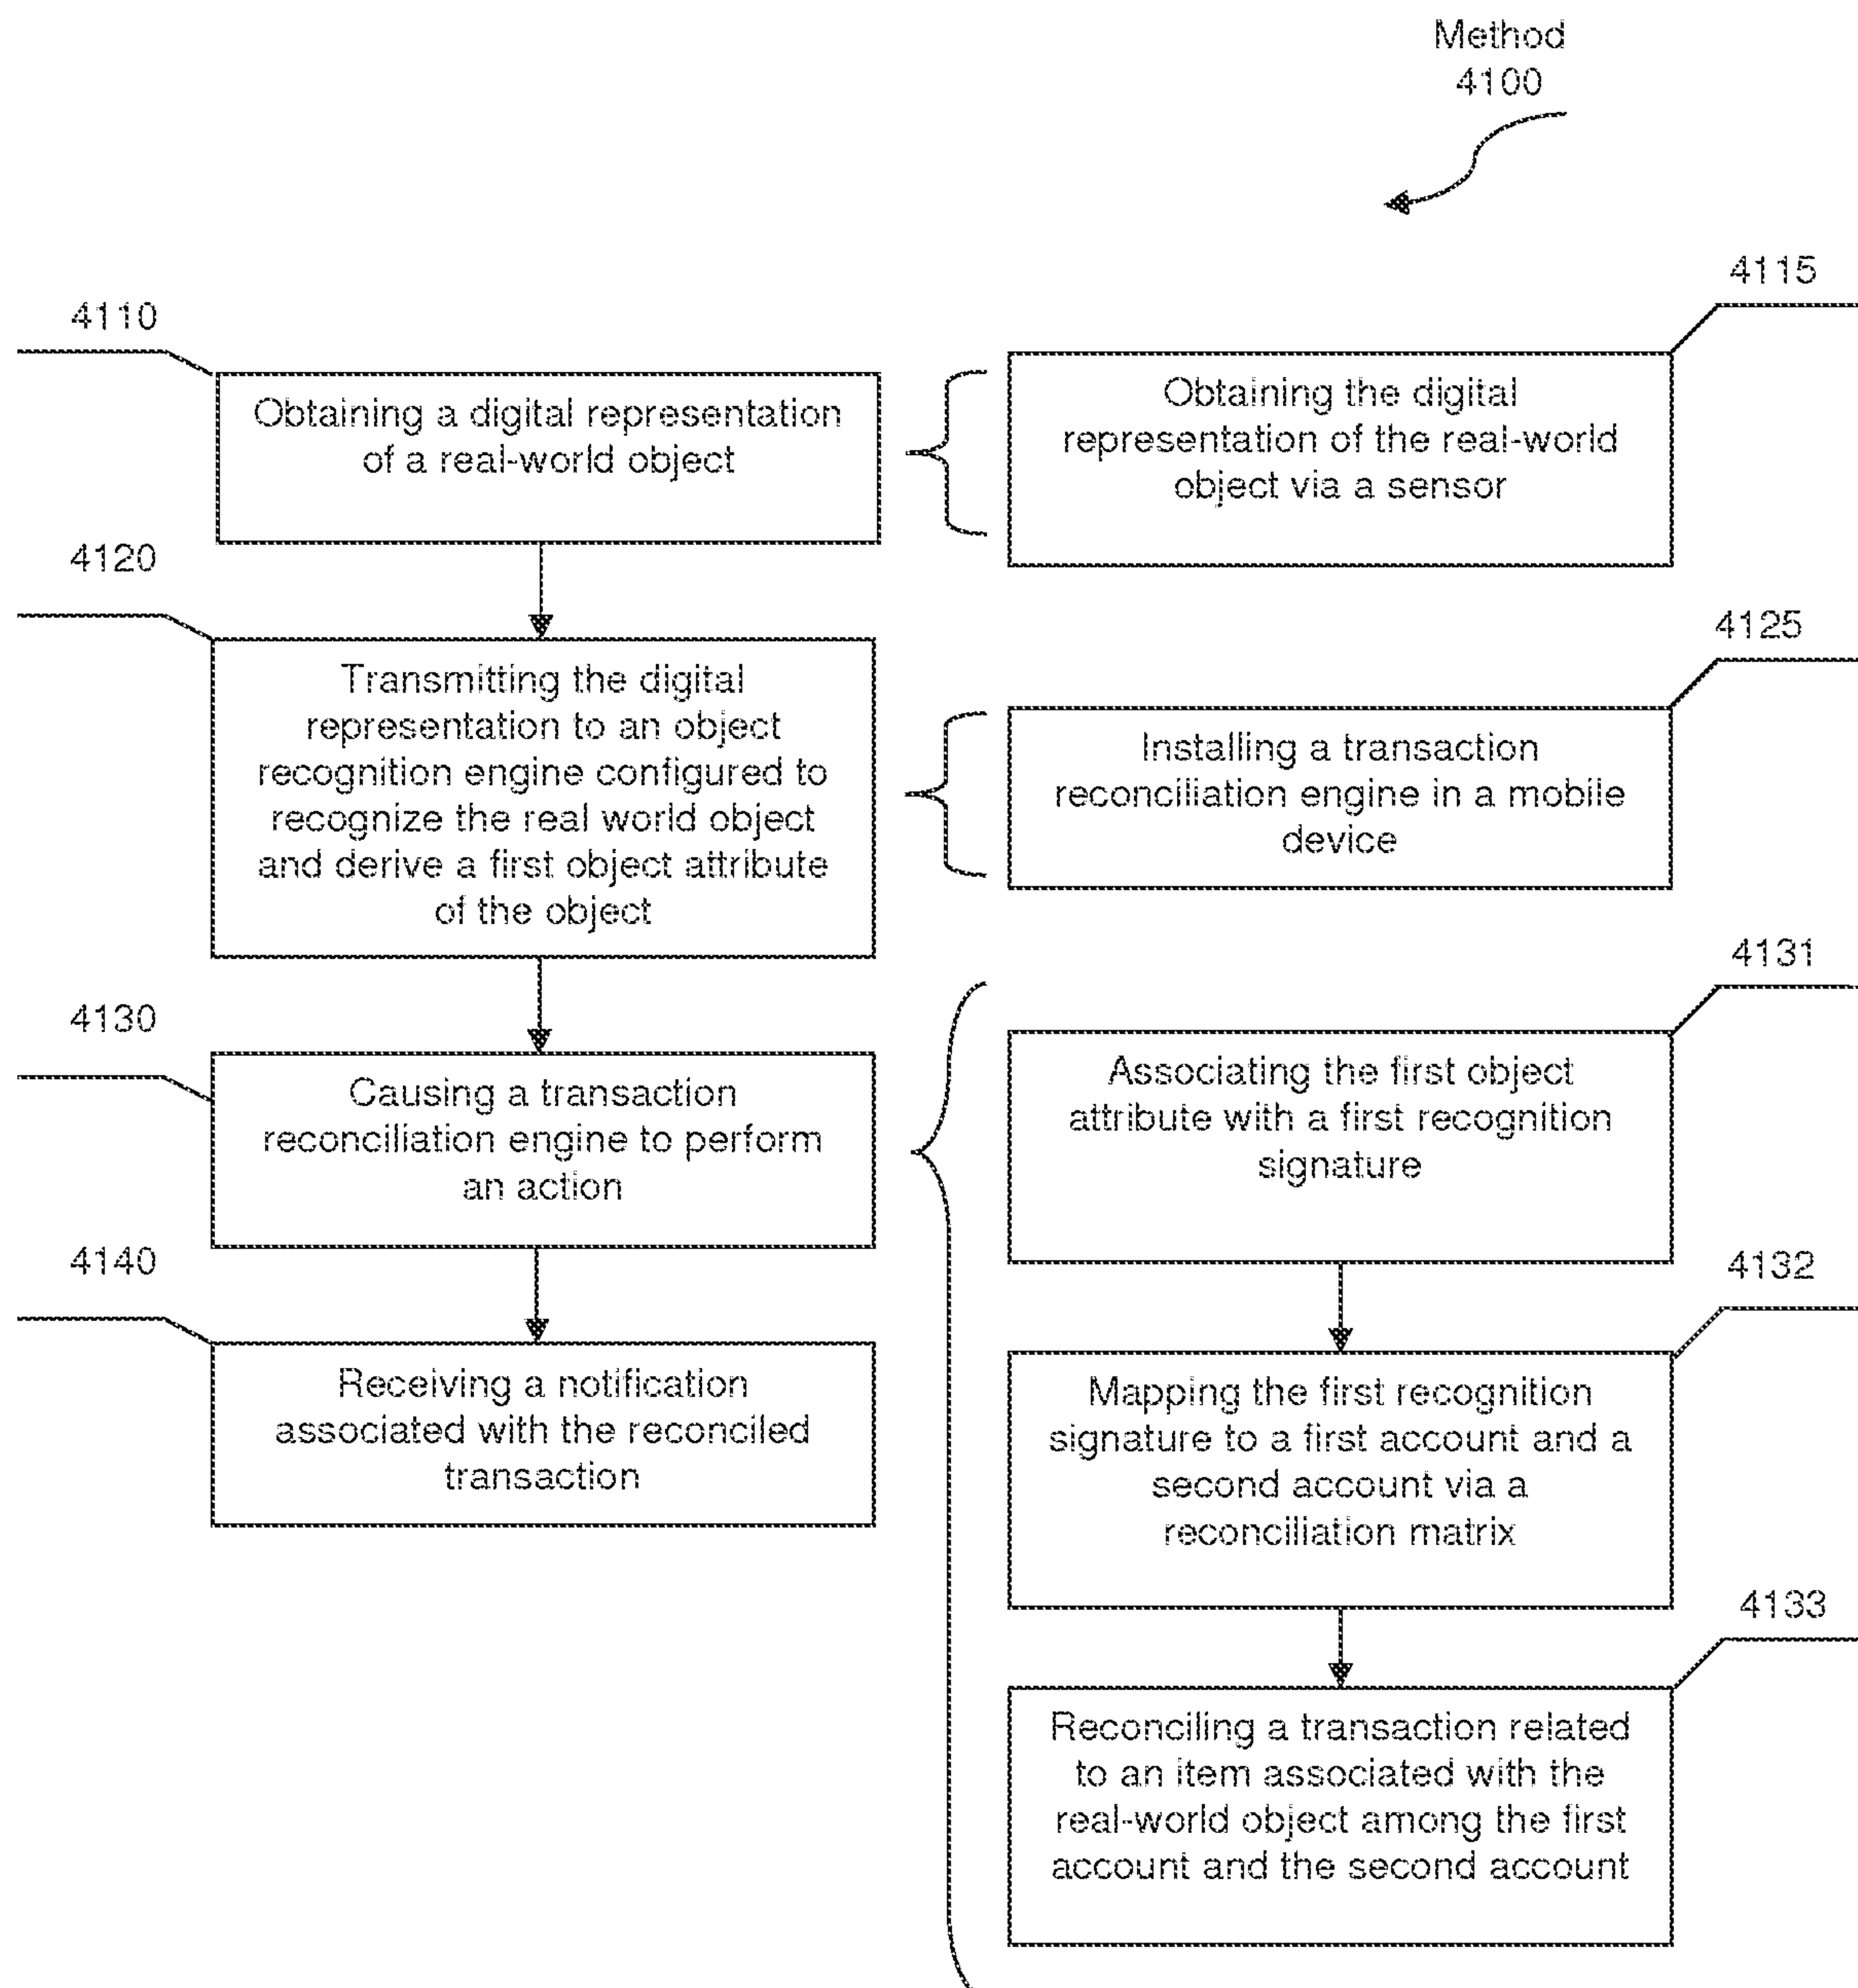 Method
4100
4110
Obtaining a digital representation
of a real-world object
4115
Obtaining the digital
representation of the real-world
object via a sensor
4120
Transmitting the digital
representation to an object
recognition engine configured to
recognize the real world object
and derive a first object attribute
of the object
4125
Installing a transaction
reconciliation engine in a mobile
device
4130
Causing a transaction
reconciliation engine to perform
an action
4131
Associating the first object
attribute with a first recognition
signature
4132
Mapping the first recognition
signature to a first account and a
second account via a
reconciliation matrix
4133
Reconciling a transaction related
to an item associated with the
real-world object among the first
account and the second account
4140
Receiving a notification
associated with the reconciled
transaction